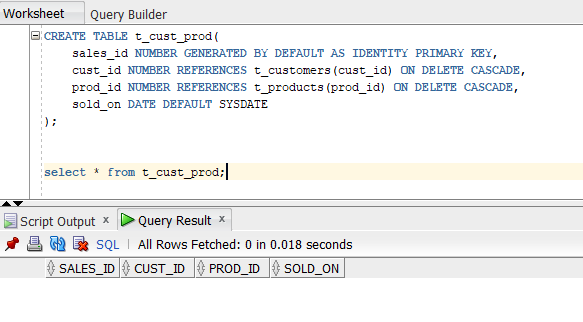 Worksheet Query Builder
CREATE TABLE t_cust_prod(
sales_id NUMBER GENERATED BY DEFAULT AS IDENTITY PRIMARY KEY,
cust_id NUMBER REFERENCES t_customers(cust_id) ON DELETE CASCADE,
prod_id NUMBER REFERENCES t_products(prod_id) ON DELETE CASCADE,
sold_on DATE DEFAULT SYSDATE
);
select * from t_cust_prod;
Script Output x Query Result x
SQL | All Rows Fetched: 0 in 0.018 seconds
SALES_ID CUST_ID PROD_ID SOLD_ON